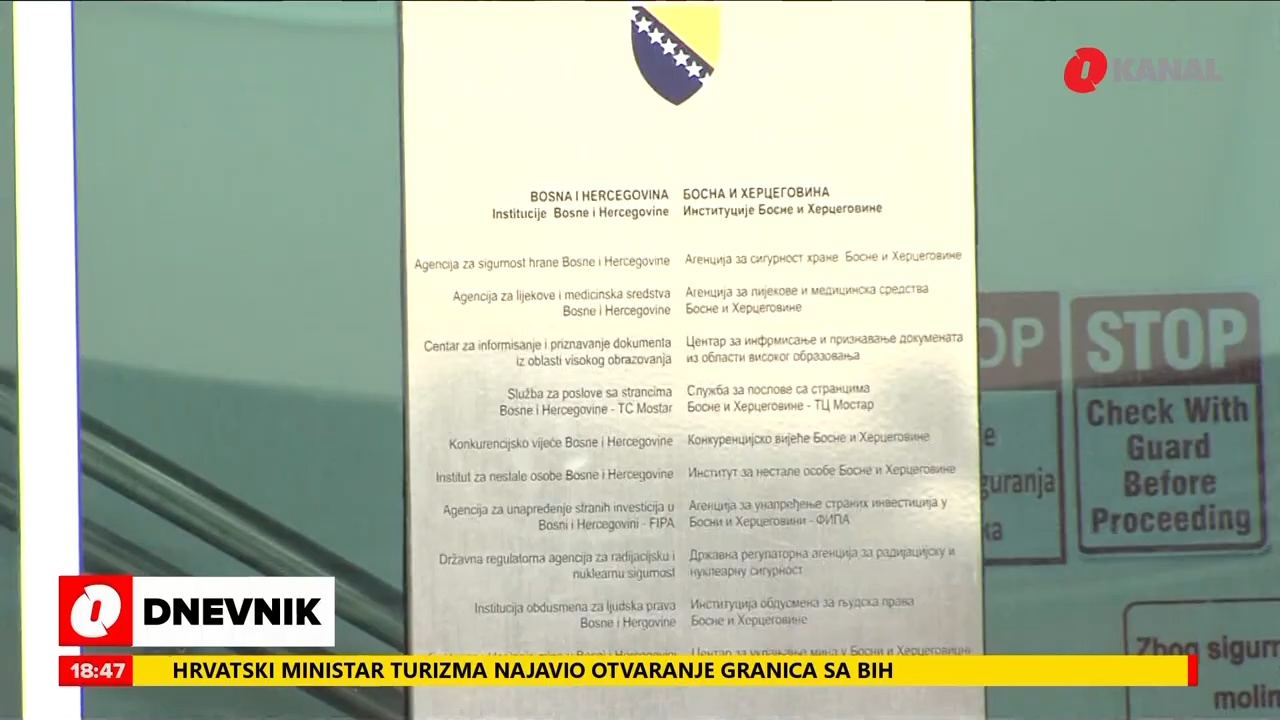 KANAL
BOSNA I HERCEGOVINA БОСНА И ХЕРЦЕГОВИНА
Institucije Bosne i Hercegovine Институције Босне и Херцеговине
Agencija za sigurnost hrane Bosne i Hercegovine Агенција за сигурност хране Босне и Херцеговине
Agencija za lijekove i medicinska sredstva Агенција за лијекове и медицинска средства
Bosne i Hercegovine Босне и Херцеговине
Centar za informisanje i priznavanje dokumenta Центар за инфрмисање и признавање докумената
iz oblasti visokog obrazovanja из области високог образовања
Služba za poslove sa strancima Служба за послове са странцима
Bosne i Hercegovine - TC Mostar Босне и Херцеговине - ТЦ Мостар
Konkurencijsko vijeće Bosne i Hercegovine Конкуренцијско вијеће Босне и Херцеговине
Institut za nestale osobe Bosne i Hercegovine Институт за нестале особе Босне и Херцеговине
Agencija za unapređenje stranih investicija u Агенција за унапређење страних инвестиција у
Bosni i Hercegovini - FIPA Босни и Херцеговини - ФИПА
Državna regulatorna agencija za radijacijsku i Државна регулаторна агенција за радијацијску и
nuklearnu sigurnost нуклеарну сигурност
Institucija obdusmena za ljudska prava Институција обдусмена за људска права
Bosne i Hergovine Босне и Херцеговине
OP
guranja
STOP
Check With
Guard
Before
Proceeding
Zbog
DNEVNIK
18:47 HRVATSKI MINISTAR TURIZMA NAJAVIO OTVARANJE GRANICA SA BIH